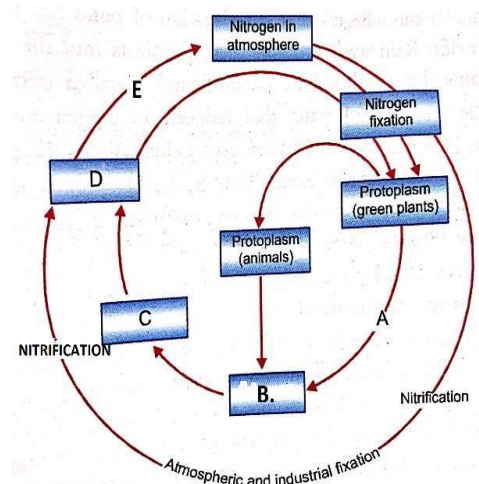 Nitrogen in
atmosphere
E
Nitrogen
fixation
D
Protoplasm
(green plants)
Protoplasm
(animals)
C
A
NITRIFICATION
B.
Nitrification
Atmospheric and industrial fixation